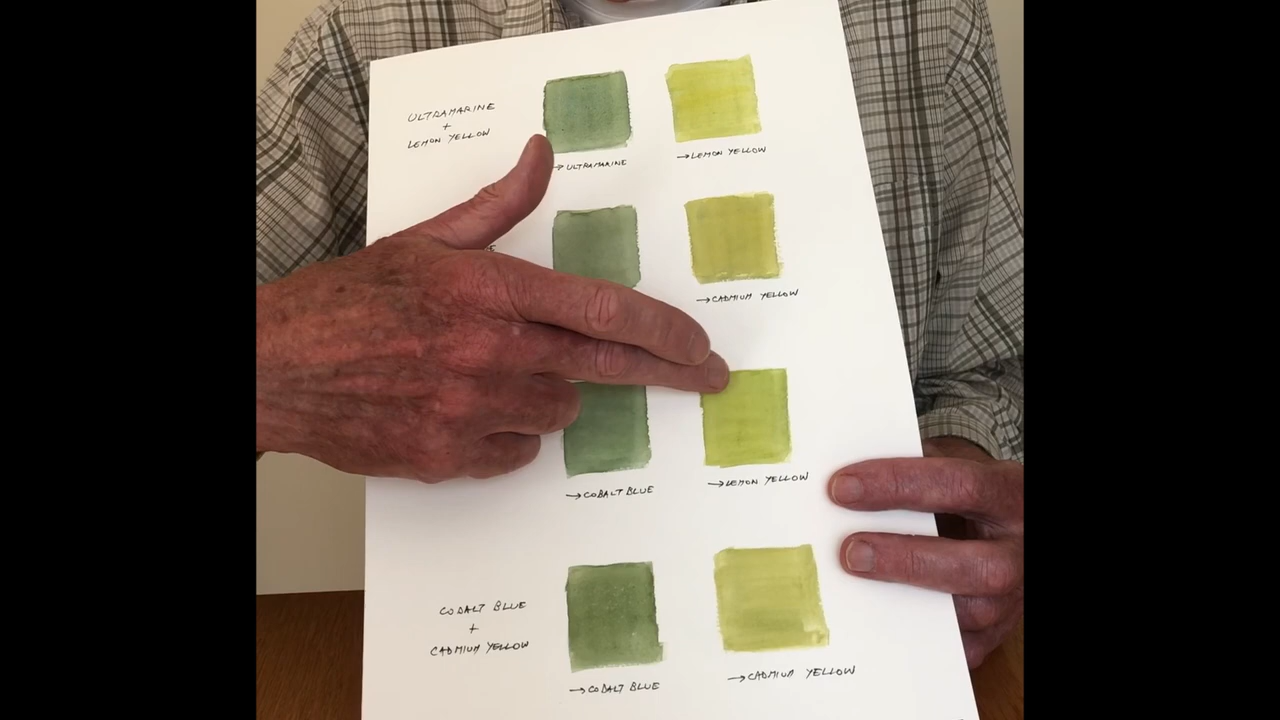 ULTRAMARINE
+
LEMON YELLOW
→ ULTRAMARINE
→ LEMON YELLOW
→ CADMIUM YELLOW
→ COBALT BLUE
→ LEMON YELLOW
COBALT BLUE
+
CADMIUM YELLOW
→ COBALT BLUE
→ CADMIUM YELLOW